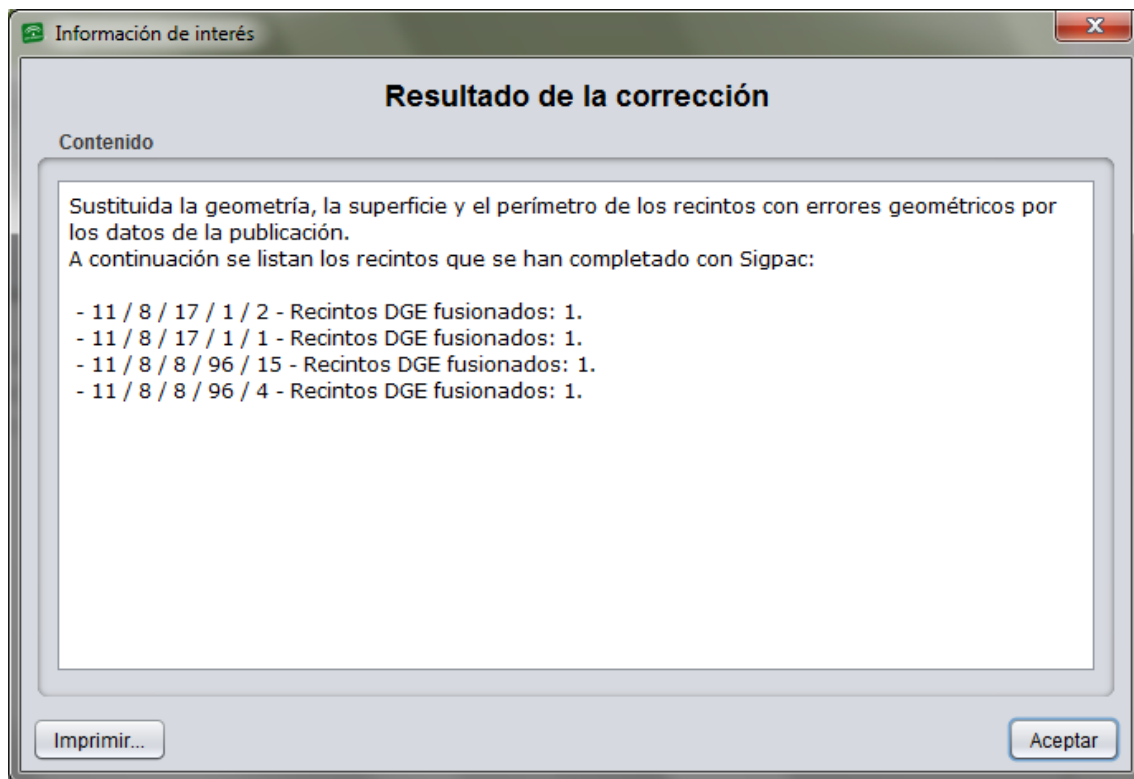 Información de interés
Resultado de la corrección
Contenido
Sustituida la geometría, la superficie y el perímetro de los recintos con errores geométricos por
los datos de la publicación.
A continuación se listan los recintos que se han completado con Sigpac:
- 11 / 8 / 17 / 1 / 2 - Recintos DGE fusionados: 1.
- 11 / 8 / 17 / 1 / 1 - Recintos DGE fusionados: 1.
- 11 / 8 / 8 / 96 / 15 - Recintos DGE fusionados: 1.
- 11 / 8 / 8 / 96 / 4 - Recintos DGE fusionados: 1.
Imprimir... Aceptar